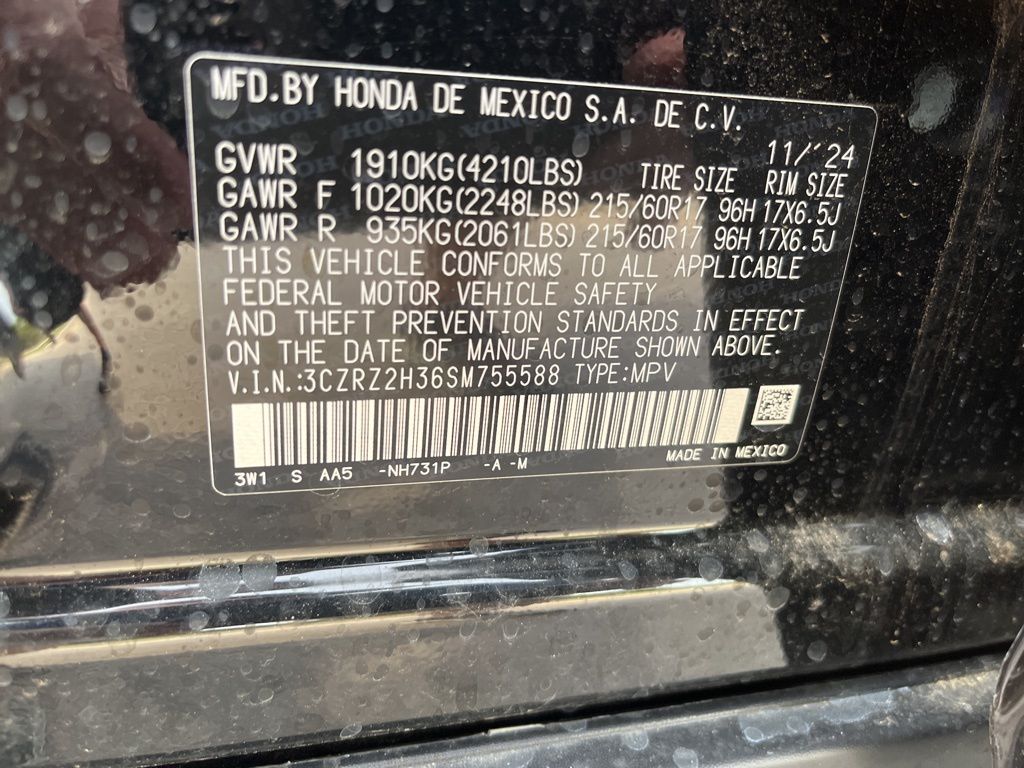 MFD.BY HONDA DE MEXICO S.A. DE C.V.
11/'24
GVWR 1910KG(4210LBS) TIRE SIZE RIM SIZE
GAWR F 1020KG(2248LBS) 215/60R17 96H 17X6.5J
GAWR R 935KG(2061LBS) 215/60R17 96H 17X6.5J
THIS VEHICLE CONFORMS TO ALL APPLICABLE
FEDERAL MOTOR VEHICLE SAFETY
AND THEFT PREVENTION STANDARDS IN EFFECT
ON THE DATE OF MANUFACTURE SHOWN ABOVE.
V.I.N.:3CZRZ2H36SM755588 TYPE:MPV
3W1 S AA5 -NH731P -A -M MADE IN MEXICO